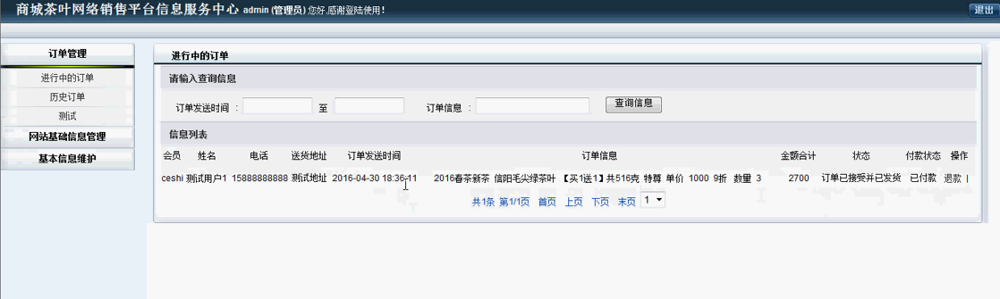 商城茶叶网络销售平台信息服务中心 admin (管理员) 您好,感谢登陆使用!
退出
订单管理
进行中的订单
历史订单
测试
网站基础信息管理
基本信息维护
进行中的订单
请输入查询信息
订单发送时间 : 至 订单信息 : 查询信息
信息列表
会员 姓名 电话 送货地址 订单发送时间 订单信息 金额合计 状态 付款状态 操作
ceshi 测试用户1 15888888888 测试地址 2016-04-30 18:36:11 2016春茶新茶 信阳毛尖绿茶叶 【买1送1】共516克 特尊 单价 1000 9折 数量 3 2700 订单已接受并已发货 已付款 退款 |
共1条 第1/1页 首页 上页 下页 末页 1